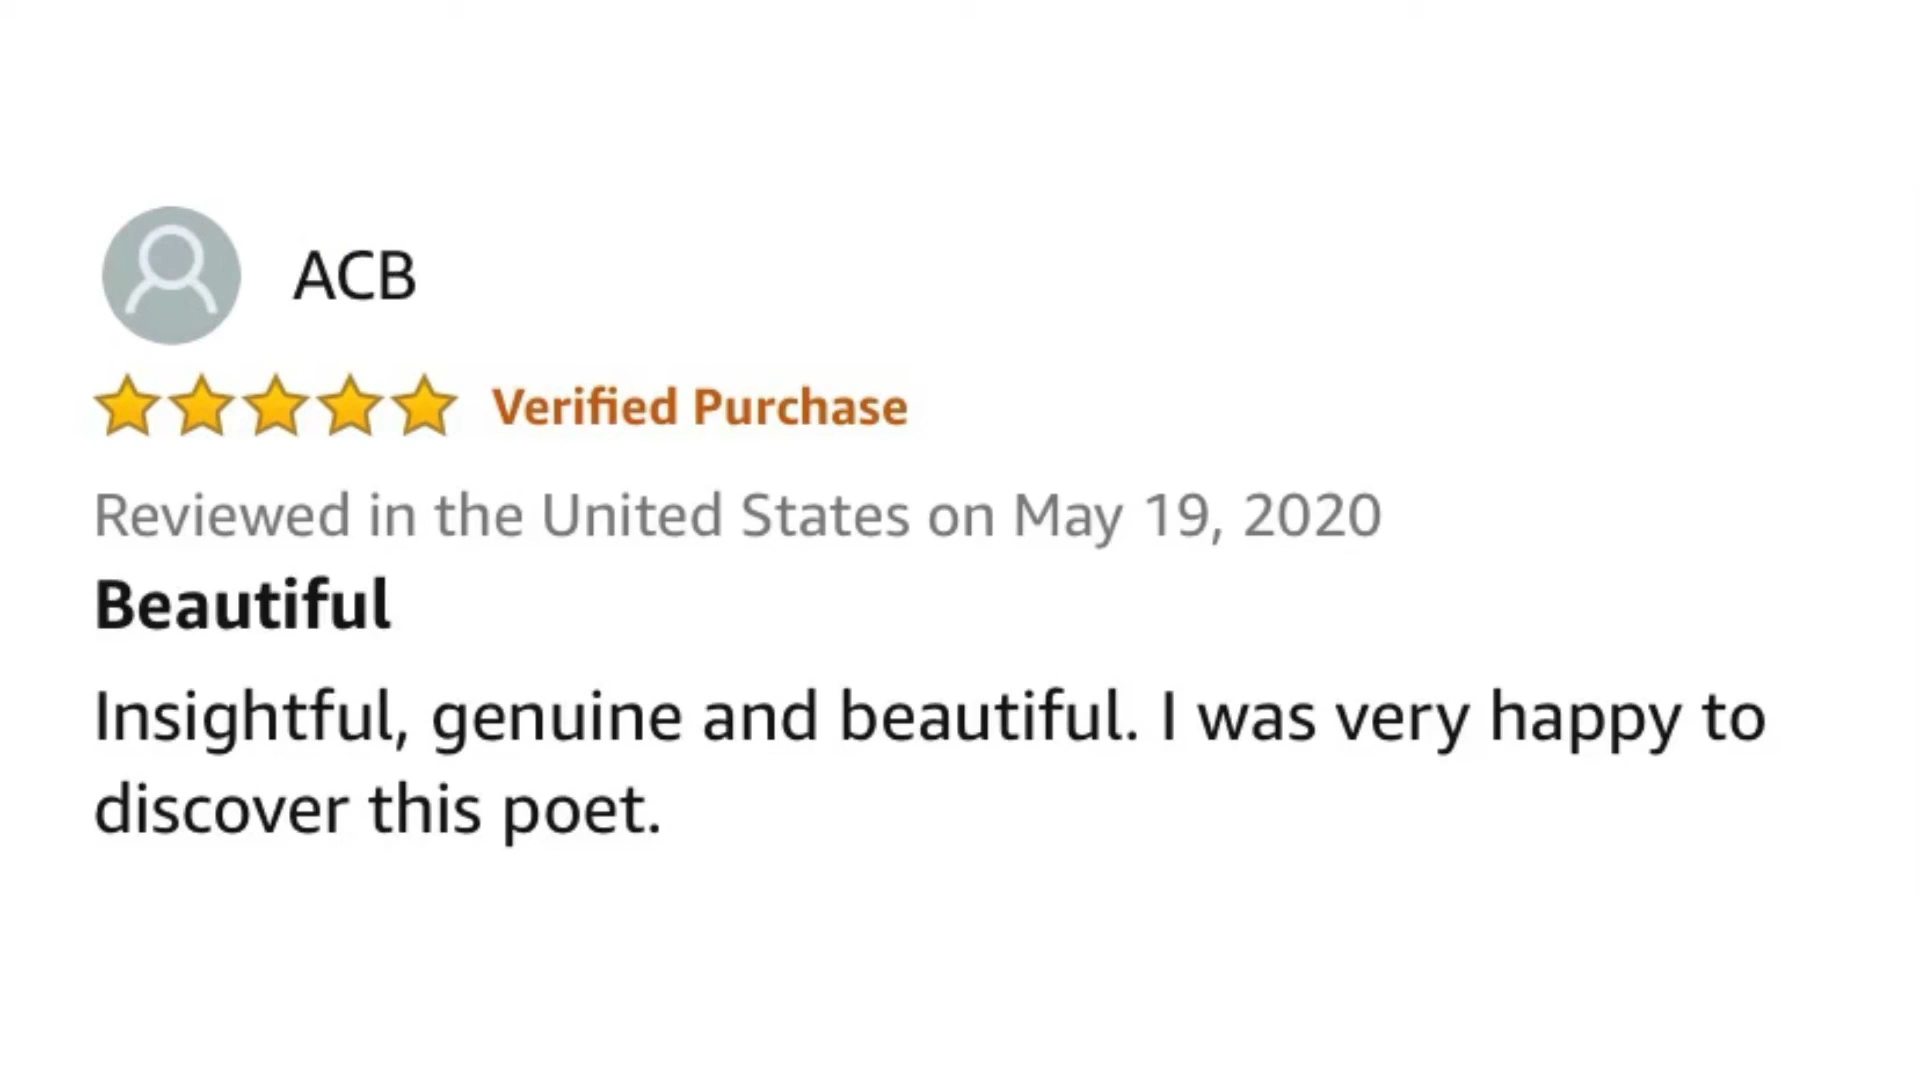 ACB
Verified Purchase
Reviewed in the United States on May 19, 2020
Beautiful
Insightful, genuine and beautiful. I was very happy to
discover this poet.